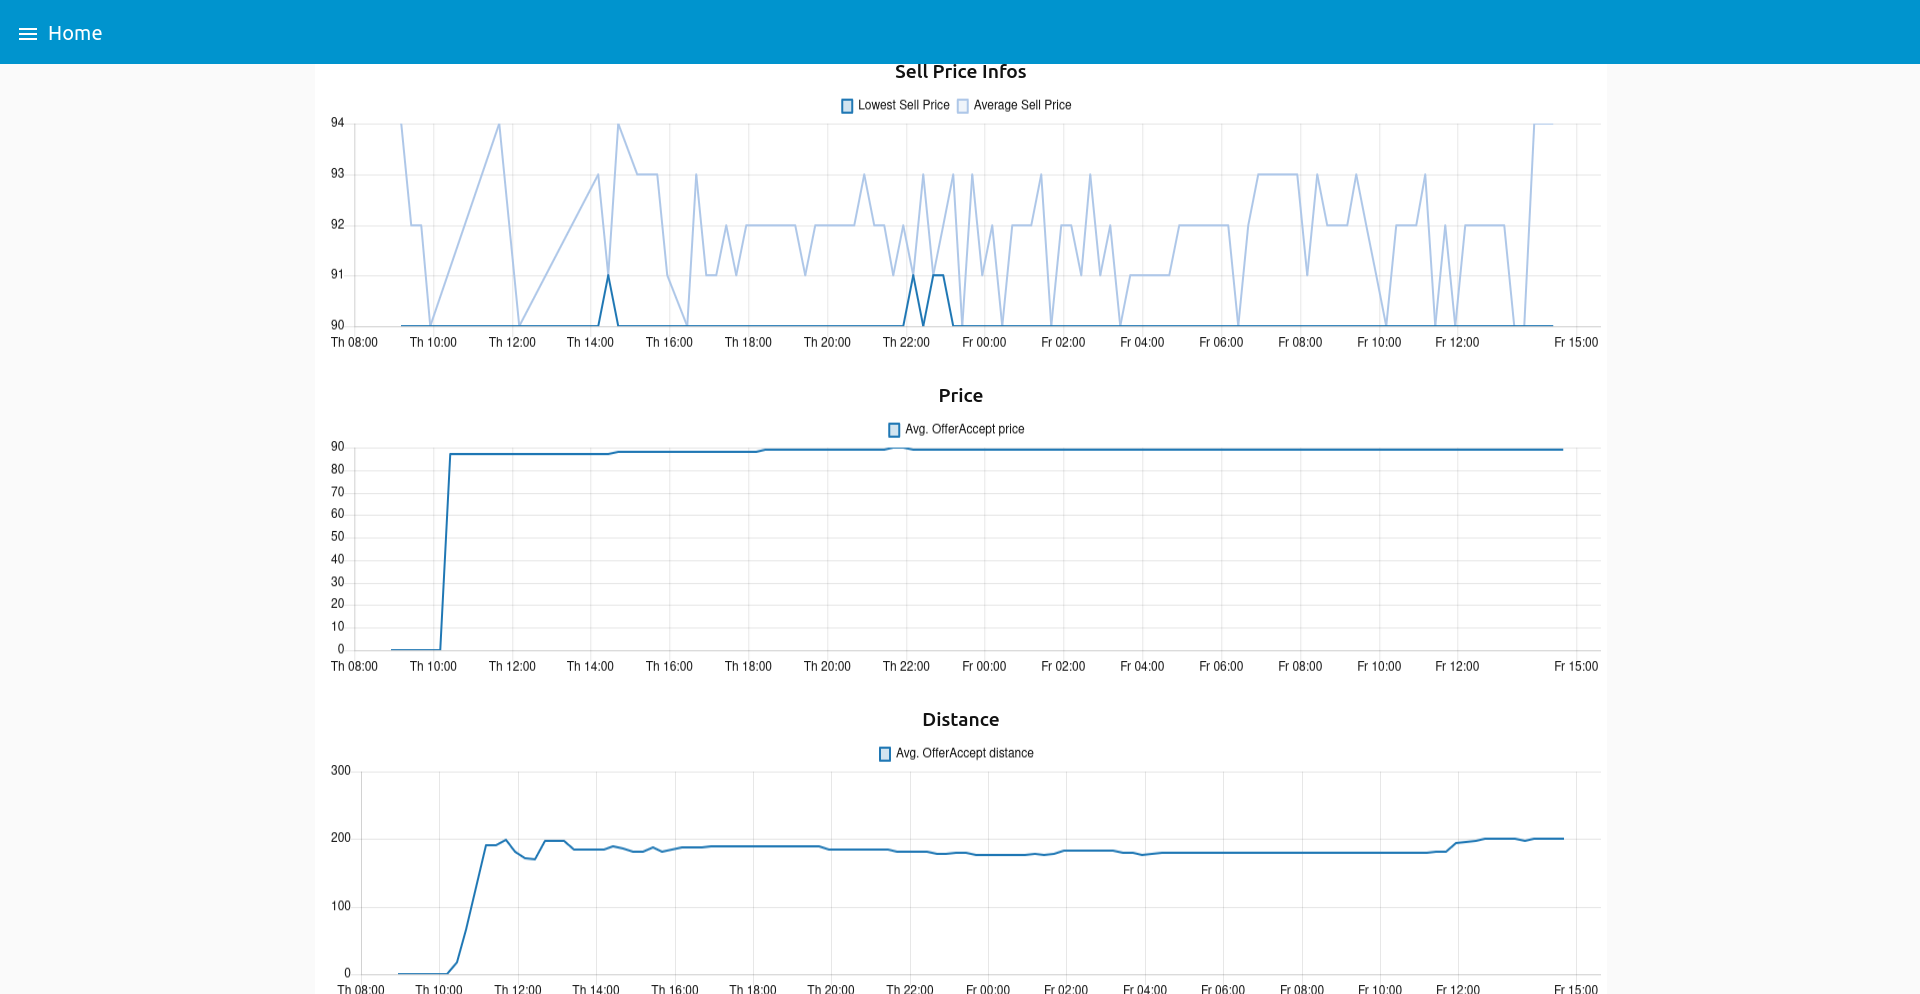 Home
Sell Price Infos
Lowest Sell Price Average Sell Price
94
93
92
91
90
Th 08:00 Th 10:00 Th 12:00 Th 14:00 Th 16:00 Th 18:00 Th 20:00 Th 22:00 Fr 00:00 Fr 02:00 Fr 04:00 Fr 06:00 Fr 08:00 Fr 10:00 Fr 12:00 Fr 15:00
Price
Avg. OfferAccept price
90
80
70
60
50
40
30
20
10
0
Th 08:00 Th 10:00 Th 12:00 Th 14:00 Th 16:00 Th 18:00 Th 20:00 Th 22:00 Fr 00:00 Fr 02:00 Fr 04:00 Fr 06:00 Fr 08:00 Fr 10:00 Fr 12:00 Fr 15:00
Distance
Avg. OfferAccept distance
300
200
100
0
Th 08:00 Th 10:00 Th 12:00 Th 14:00 Th 16:00 Th 18:00 Th 20:00 Th 22:00 Fr 00:00 Fr 02:00 Fr 04:00 Fr 06:00 Fr 08:00 Fr 10:00 Fr 12:00 Fr 15:00